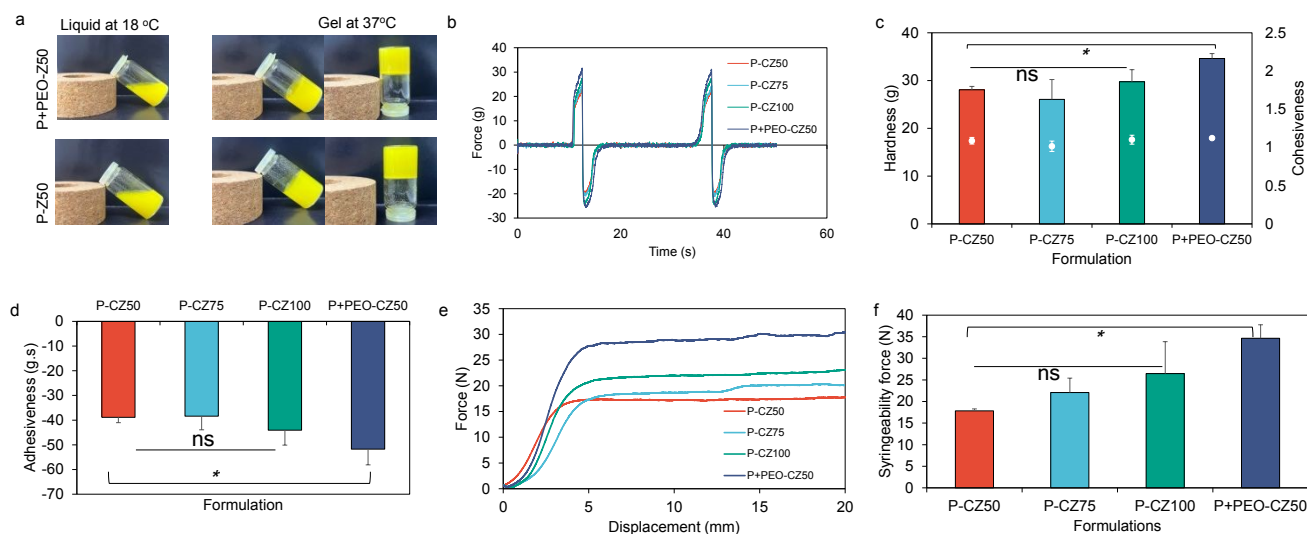 a
Liquid at 18 °C
Gel at 37°C
P+PEO-Z50
P-Z50
b
40
30
20
10
0
-10
-20
-30
Force (g)
0
20
40
60
Time (s)
P-CZ50
P-CZ75
P-CZ100
P+PEO-CZ50
c
40
30
20
10
0
Hardness (g)
2.5
2
1.5
1
0.5
0
Cohesiveness
*
ns
P-CZ50
P-CZ75
P-CZ100
P+PEO-CZ50
Formulation
d
P-CZ50
P-CZ75
P-CZ100
P+PEO-CZ50
0
-10
-20
-30
-40
-50
-60
-70
Adhesiveness (g.s)
ns
*
Formulation
e
35
30
25
20
15
10
5
0
Force (N)
P-CZ50
P-CZ75
P-CZ100
P+PEO-CZ50
0
5
10
15
20
Displacement (mm)
f
40
35
30
25
20
15
10
5
0
Syringeability force (N)
*
ns
P-CZ50
P-CZ75
P-CZ100
P+PEO-CZ50
Formulations